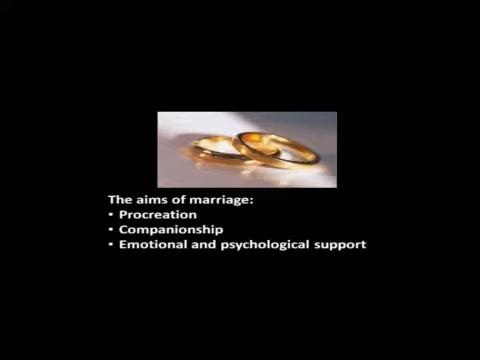 The aims of marriage:
• Procreation
• Companionship
• Emotional and psychological support